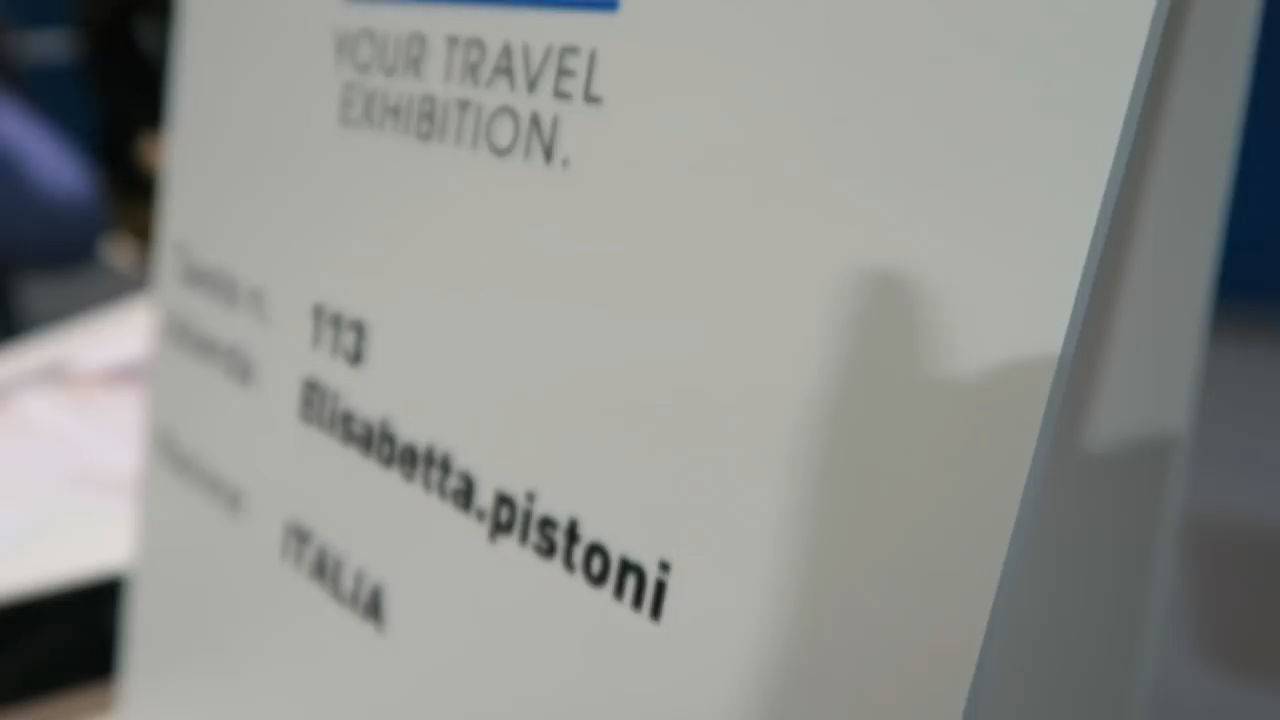 YOUR TRAVEL
EXHIBITION.
113
Elisabetta.pistoni
ITALIA